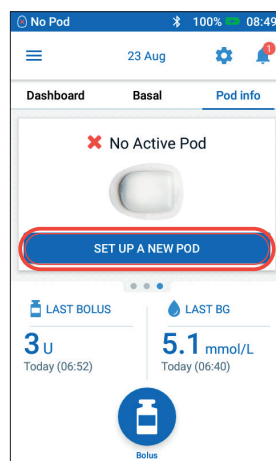 No Pod 100% 08:49
23 Aug 1
Dashboard Basal Pod info
No Active Pod
SET UP A NEW POD
LAST BOLUS LAST BG
3 U 5.1 mmol/L
Today (06:52) Today (06:40)
Bolus